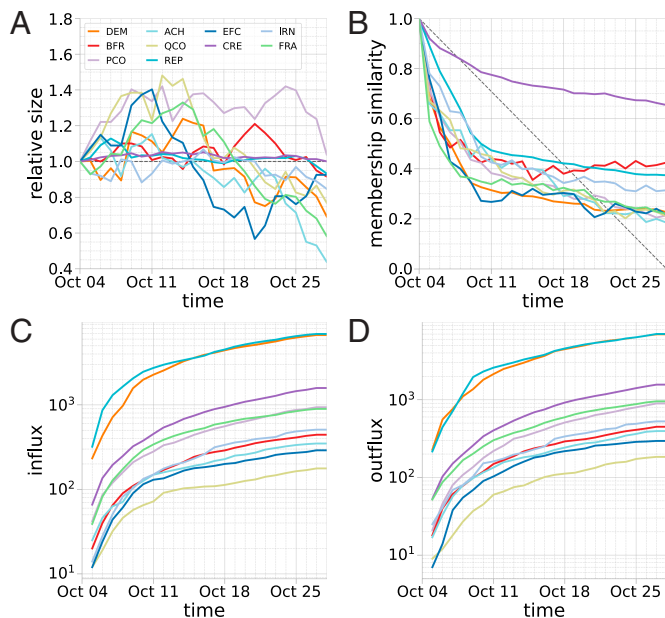 A
relative size
1.8
1.6
1.4
1.2
1.0
0.8
0.6
0.4
DEM
BFR
PCO
ACH
QCO
REP
EFC
CRE
IRN
FRA
Oct 04
Oct 11
Oct 18
Oct 25
time
B
membership similarity
1.0
0.8
0.6
0.4
0.2
0.0
Oct 04
Oct 11
Oct 18
Oct 25
time
C
influx
10³
10²
10¹
Oct 04
Oct 11
Oct 18
Oct 25
time
D
outflux
10³
10²
10¹
Oct 04
Oct 11
Oct 18
Oct 25
time